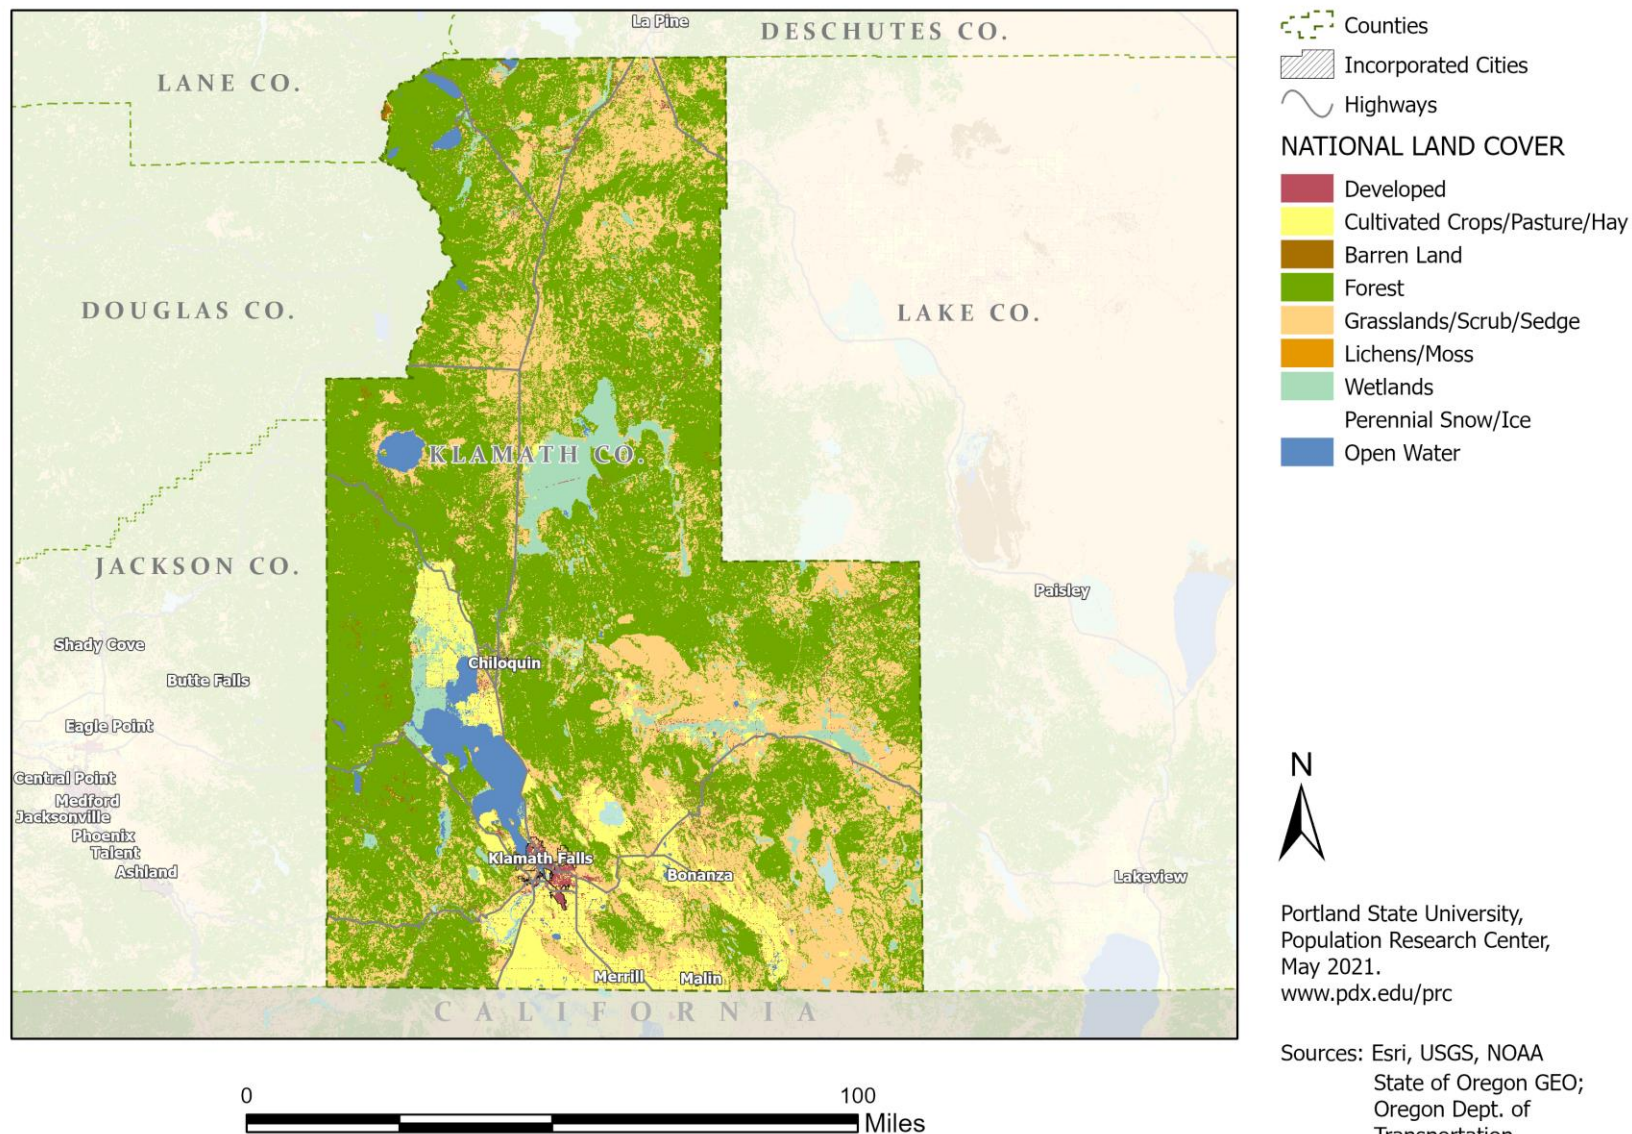 La Pine
DESCHUTES CO.
LANE CO.
DOUGLAS CO.
LAKE CO.
KLAMATH CO.
JACKSON CO.
Paisley
Shady Cove
Chiloquin
Butte Falls
Eagle Point
Central Point
Medford
Jacksonville
Phoenix
Talent
Ashland
Klamath Falls
Bonanza
Lakeview
Merrill
Malin
CALIFORNIA
0
100
Miles
Counties
Incorporated Cities
Highways
NATIONAL LAND COVER
Developed
Cultivated Crops/Pasture/Hay
Barren Land
Forest
Grasslands/Scrub/Sedge
Lichens/Moss
Wetlands
Perennial Snow/Ice
Open Water
N
Portland State University,
Population Research Center,
May 2021.
www.pdx.edu/prc
Sources: Esri, USGS, NOAA
State of Oregon GEO;
Oregon Dept. of
Transportation